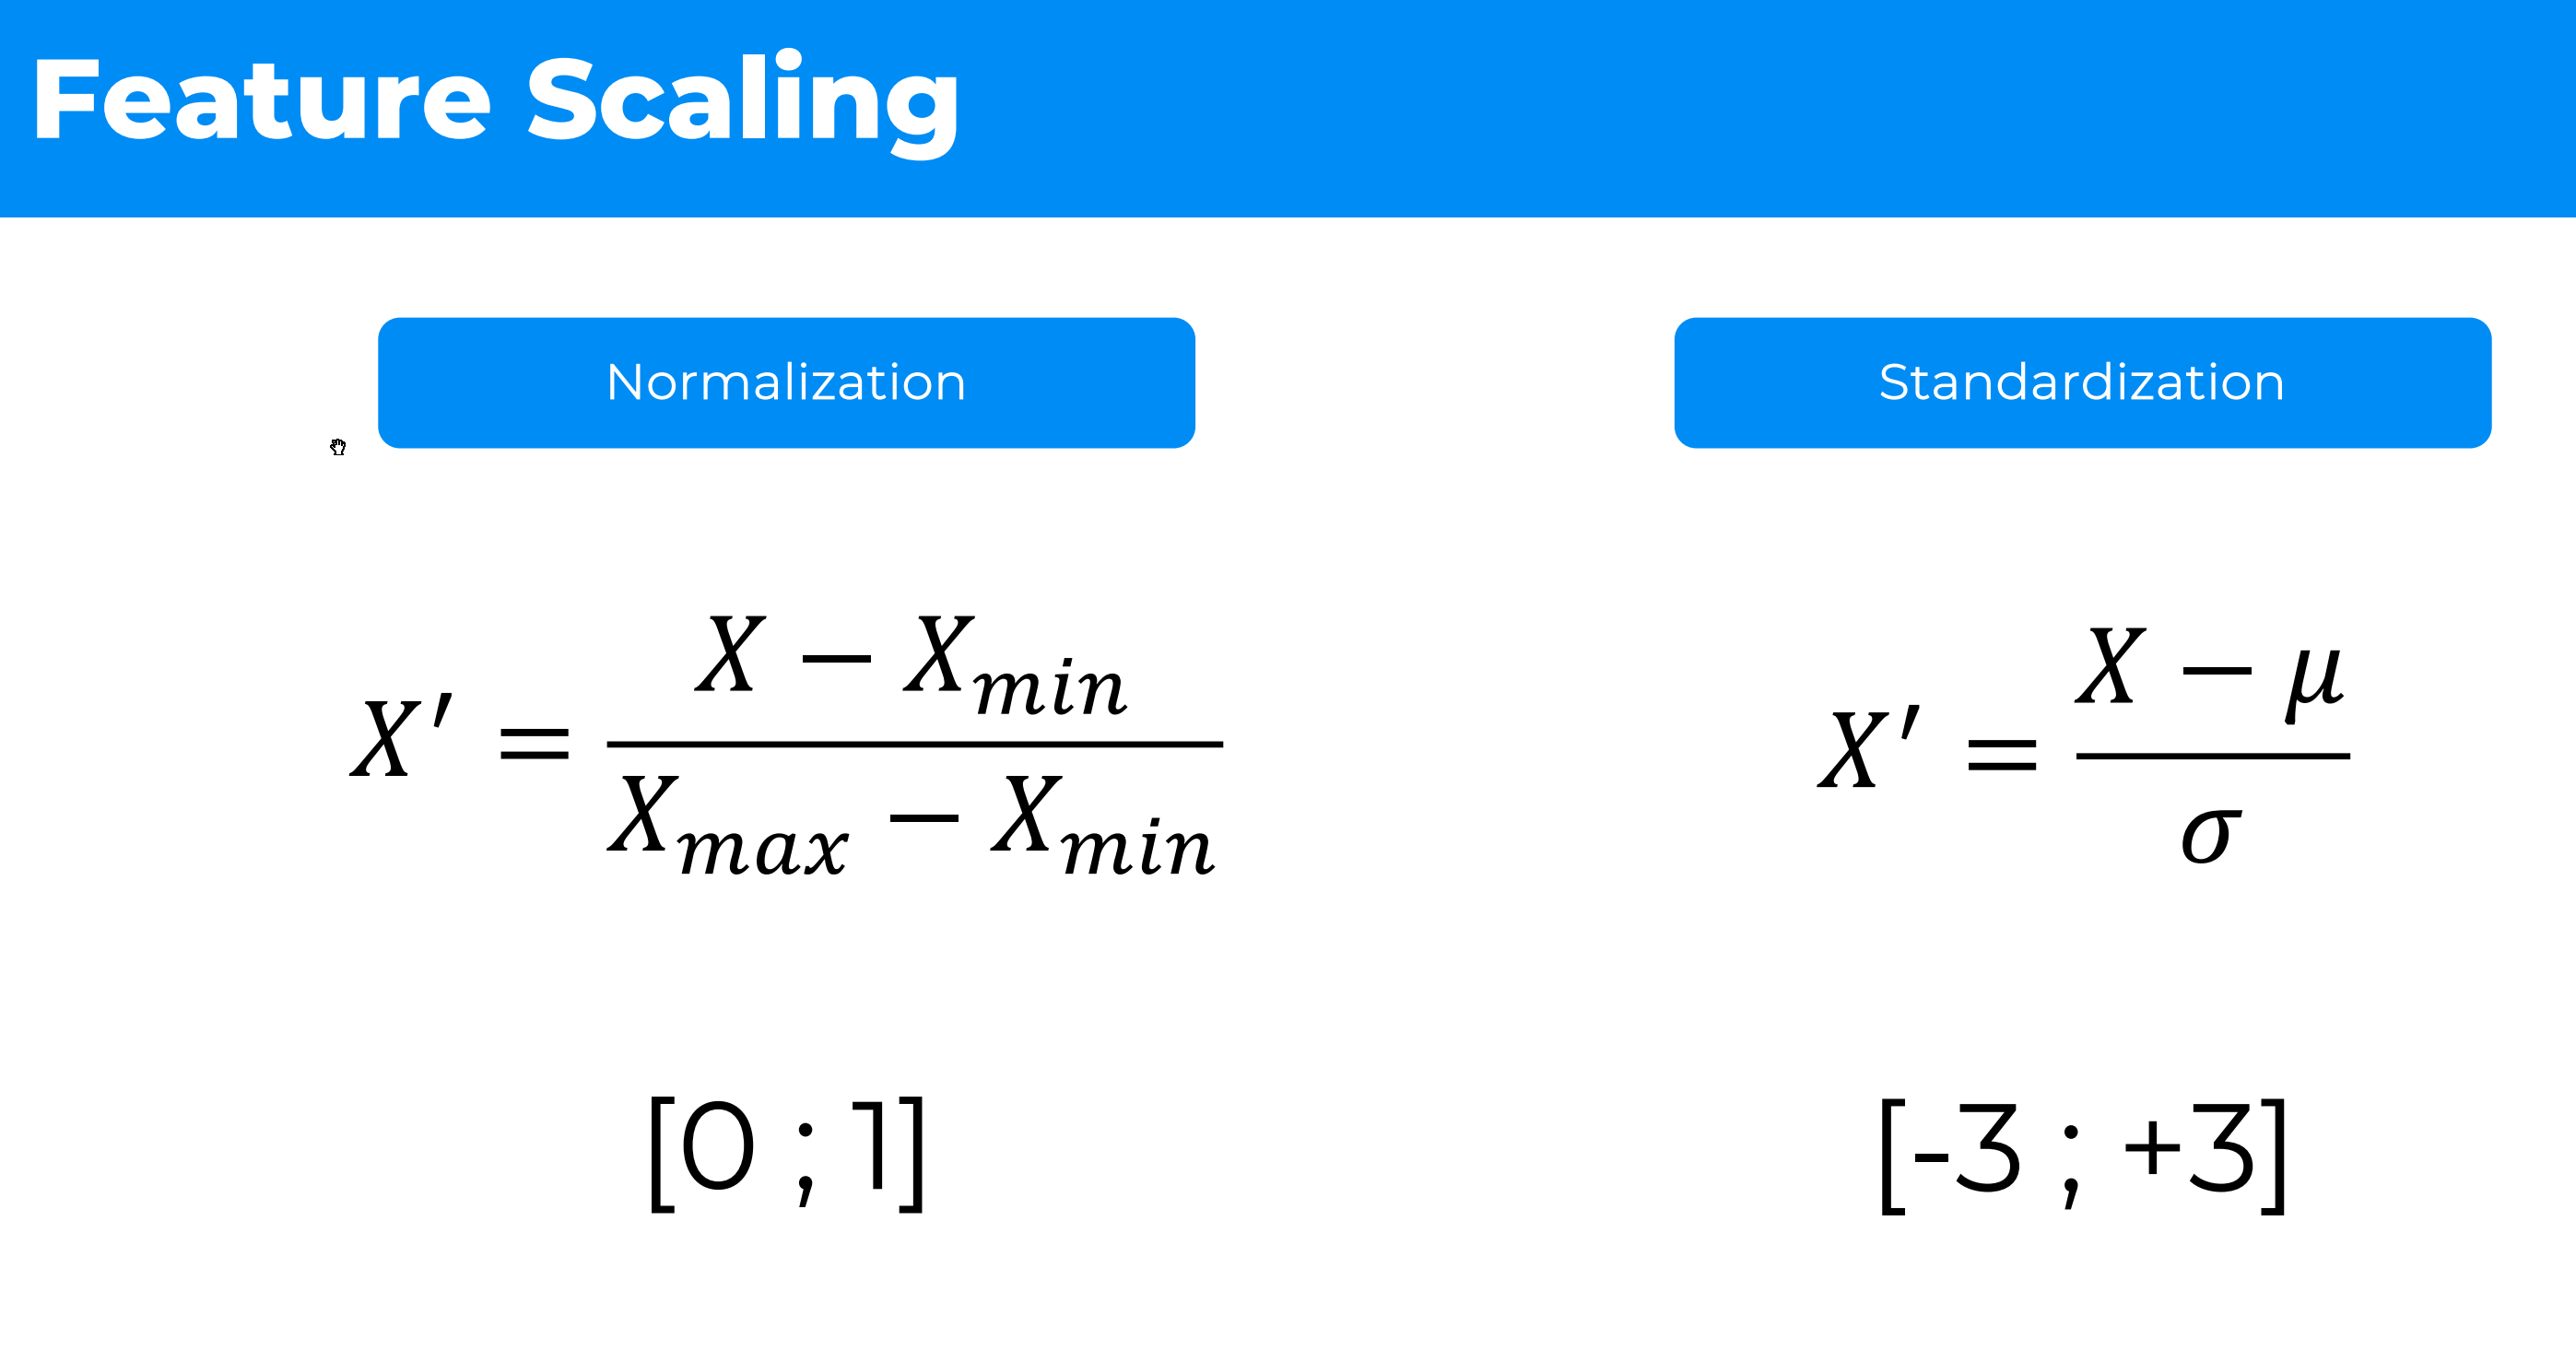 Feature Scaling
Normalization
Standardization
X′ = (X − X_min) / (X_max − X_min)
X′ = (X − μ) / σ
[0 ; 1]
[-3 ; +3]